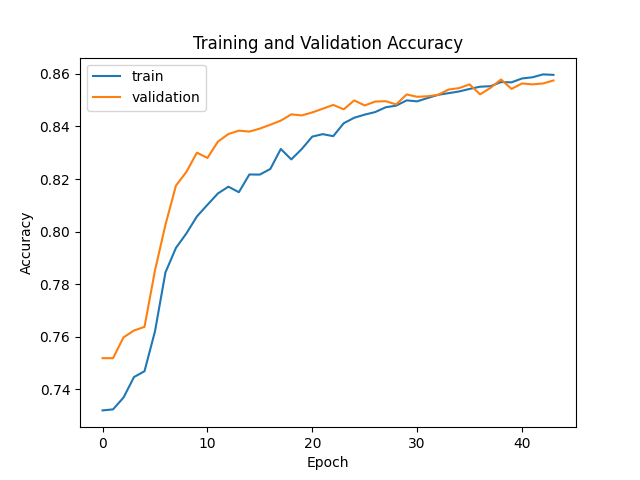 Training and Validation Accuracy
train
validation
Accuracy
0.86
0.84
0.82
0.80
0.78
0.76
0.74
0 10 20 30 40
Epoch